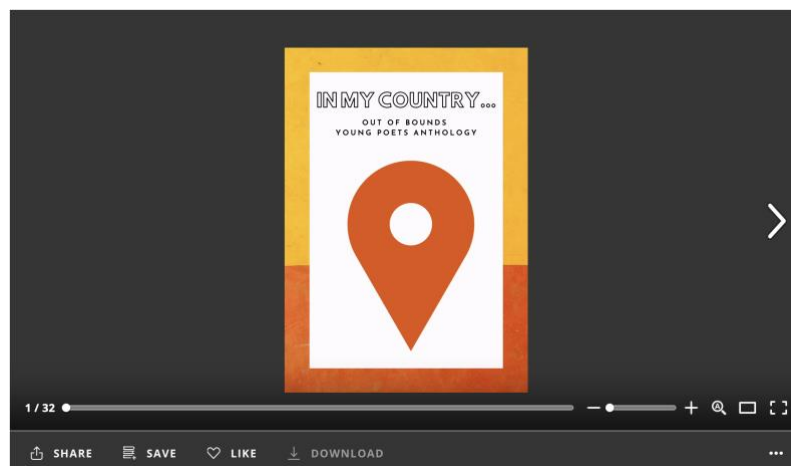 IN MY COUNTRY...
OUT OF BOUNDS
YOUNG POETS ANTHOLOGY
1 / 32
SHARE SAVE LIKE DOWNLOAD